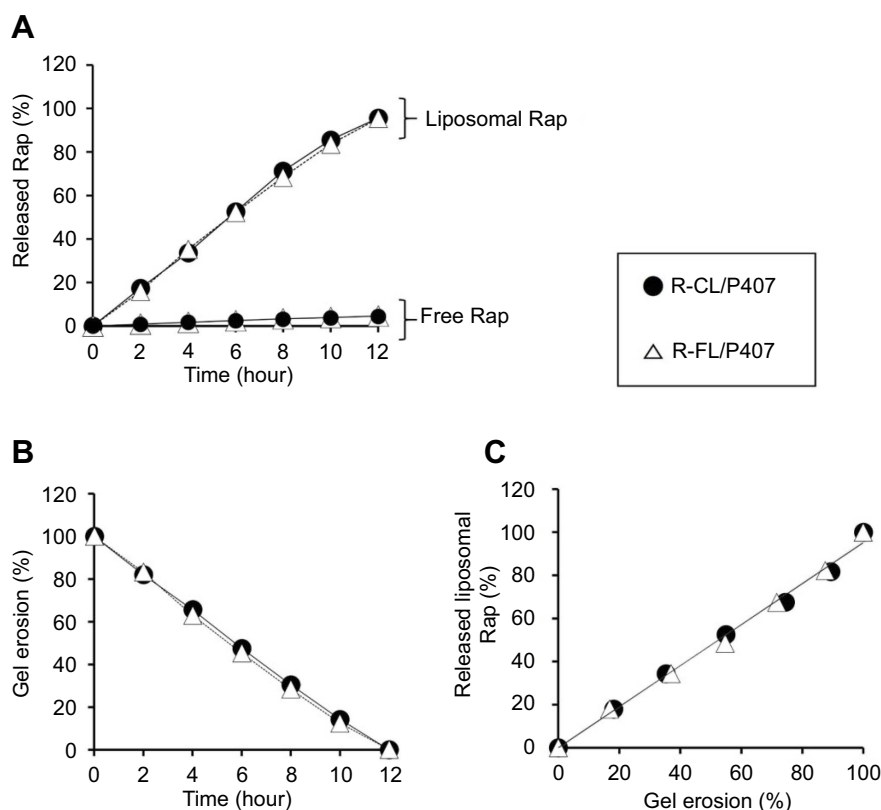 A
120
100
80
60
40
20
0
0 2 4 6 8 10 12
Time (hour)
Released Rap (%)
Liposomal Rap
Free Rap
R-CL/P407
R-FL/P407
B
120
100
80
60
40
20
0
0 2 4 6 8 10 12
Time (hour)
Gel erosion (%)
C
120
100
80
60
40
20
0
0 20 40 60 80 100
Gel erosion (%)
Released liposomal
Rap (%)